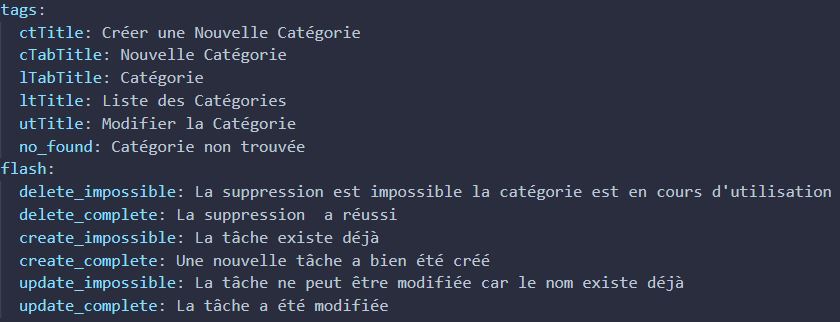 tags:
  ctTitle: Créer une Nouvelle Catégorie
  cTabTitle: Nouvelle Catégorie
  lTabTitle: Catégorie
  ltTitle: Liste des Catégories
  utTitle: Modifier la Catégorie
  no_found: Catégorie non trouvée
flash:
  delete_impossible: La suppression est impossible la catégorie est en cours d'utilisation
  delete_complete: La suppression  a réussi
  create_impossible: La tâche existe déjà
  create_complete: Une nouvelle tâche a bien été créé
  update_impossible: La tâche ne peut être modifiée car le nom existe déjà
  update_complete: La tâche a été modifiée